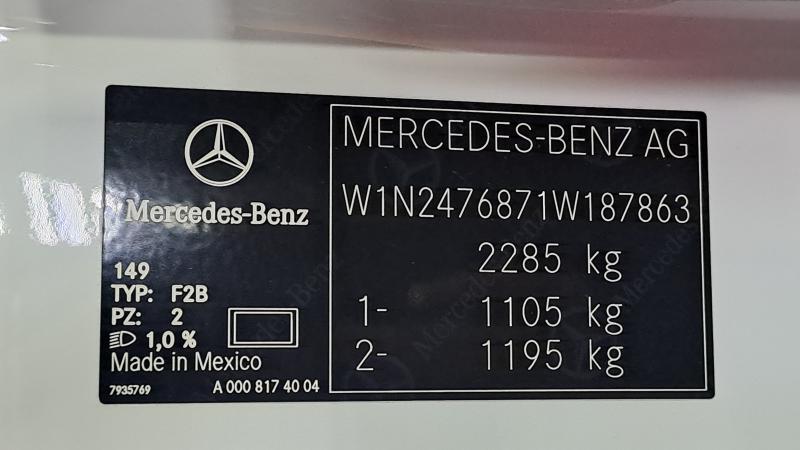 Mercedes-Benz
149
TYP: F2B
PZ: 2
1,0 %
Made in Mexico
7935769 A 000 817 40 04
MERCEDES-BENZ AG
W1N2476871W187863
2285 kg
1- 1105 kg
2- 1195 kg